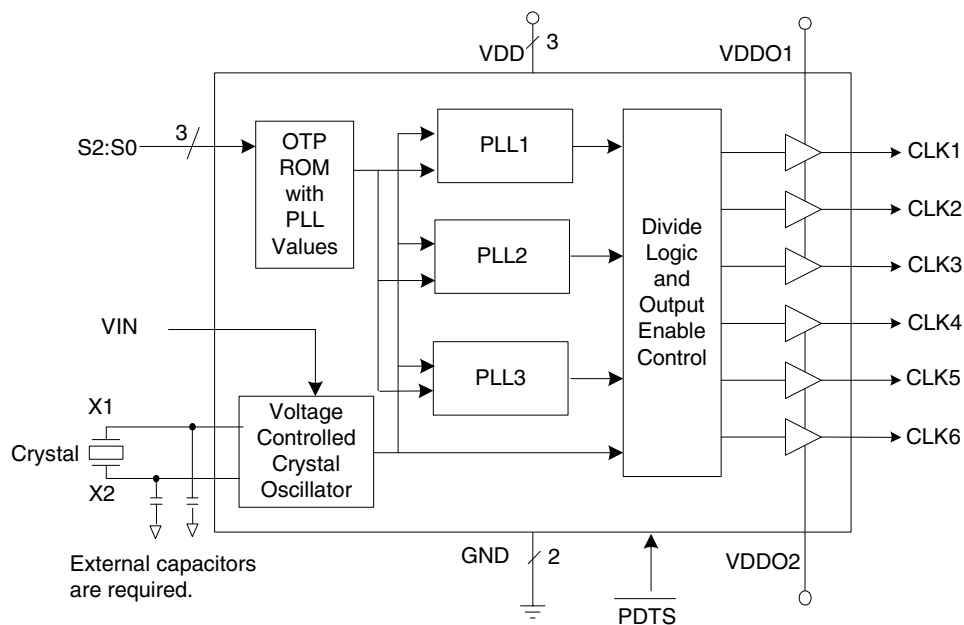 VDD
3
VDDO1
S2:S0
3
OTP
ROM
with
PLL
Values
PLL1
PLL2
PLL3
Divide
Logic
and
Output
Enable
Control
CLK1
CLK2
CLK3
CLK4
CLK5
CLK6
VIN
X1
Crystal
X2
Voltage
Controlled
Crystal
Oscillator
External capacitors
are required.
GND
2
PDTS
VDDO2